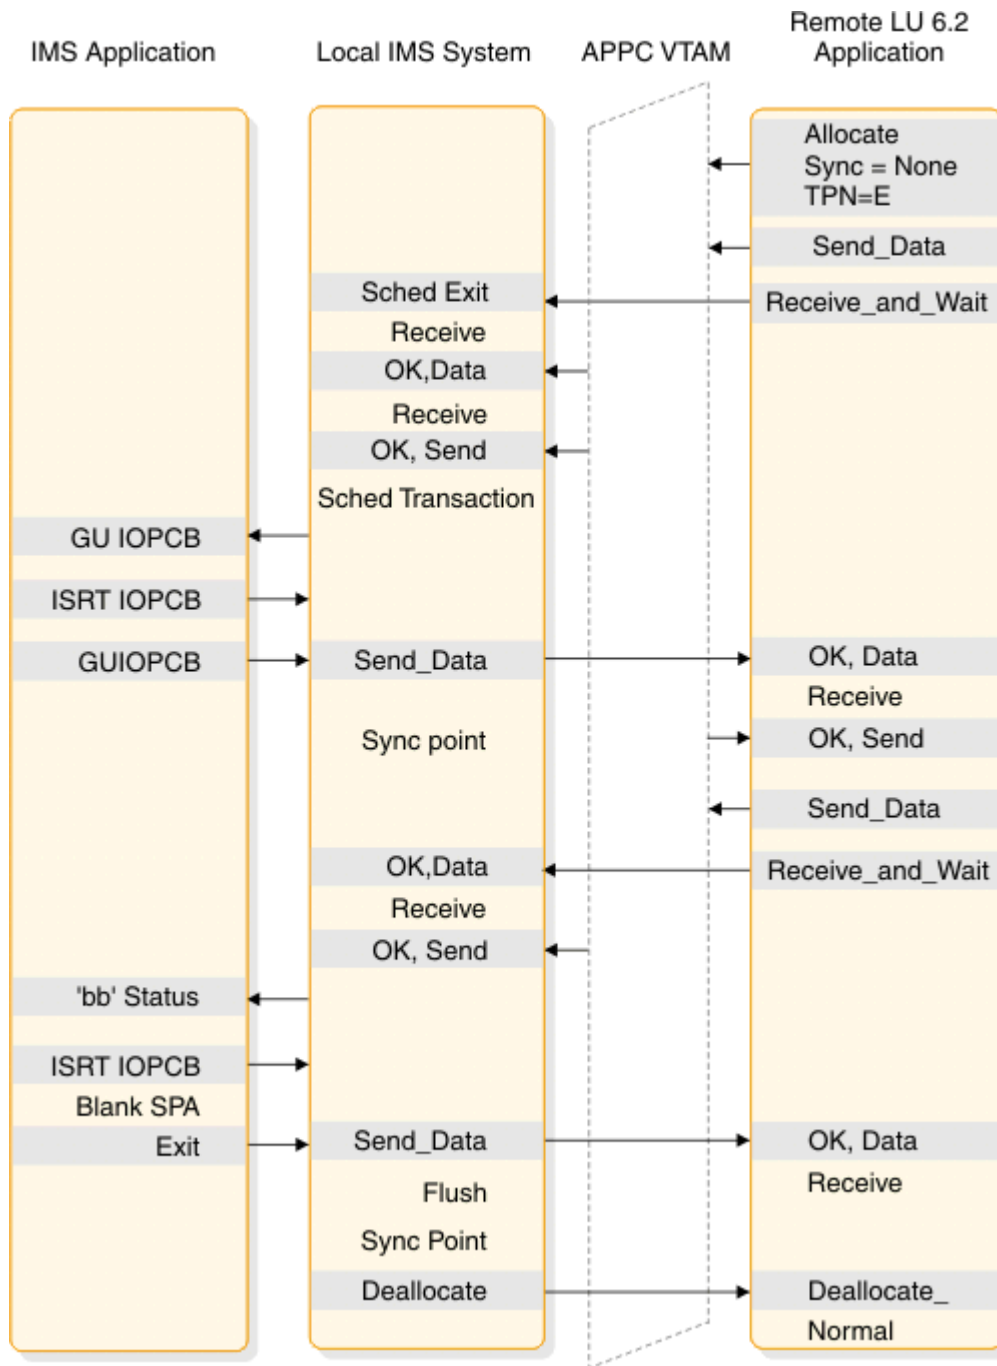 IMS Application
Local IMS System
APPC VTAM
Remote LU 6.2
Application
Allocate
Sync = None
TPN=E
Send_Data
Sched Exit
Receive_and_Wait
Receive
OK,Data
Receive
OK, Send
Sched Transaction
GU IOPCB
ISRT IOPCB
GUIOPCB
Send_Data
OK, Data
Receive
Sync point
OK, Send
Send_Data
OK,Data
Receive_and_Wait
Receive
OK, Send
'bb' Status
ISRT IOPCB
Blank SPA
Exit
Send_Data
OK, Data
Flush
Receive
Sync Point
Deallocate
Deallocate_
Normal